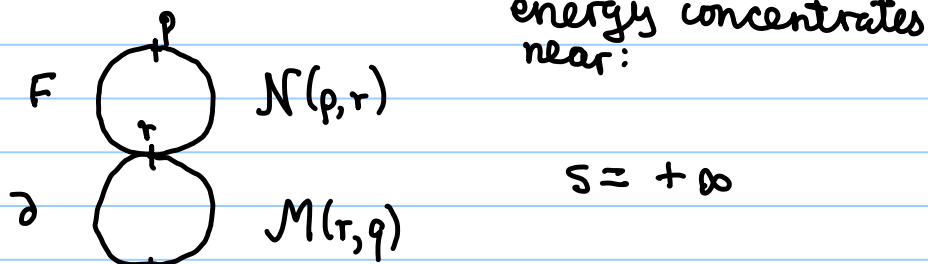 energy concentrates
near:
p
F
N(p,r)
r
s = +∞
∂
M(r,q)